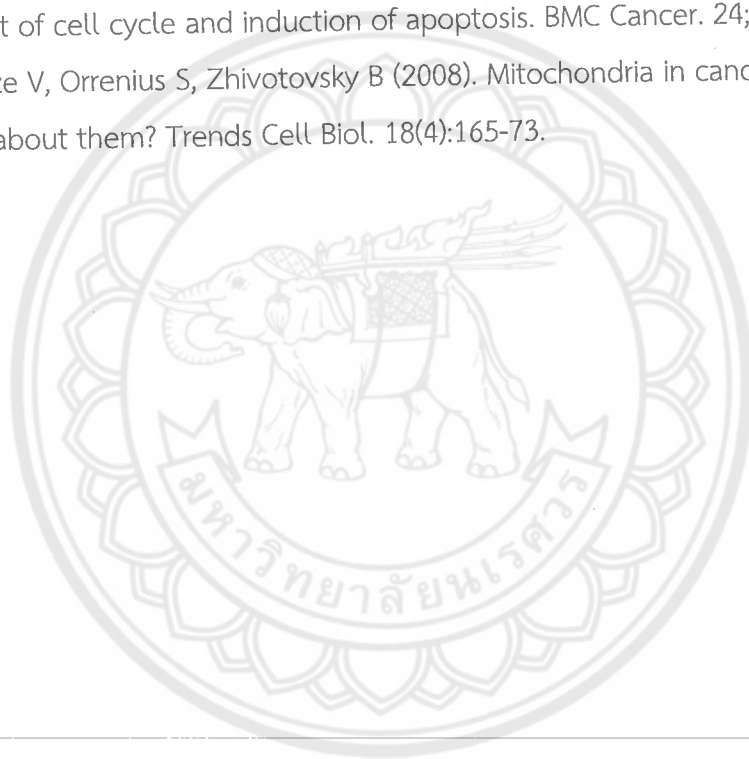 t of cell cycle and induction of apoptosis. BMC Cancer. 24;
e V, Orrenius S, Zhivotovsky B (2008). Mitochondria in canc
about them? Trends Cell Biol. 18(4):165-73.
มหาวิทยาลัยนเรศวร